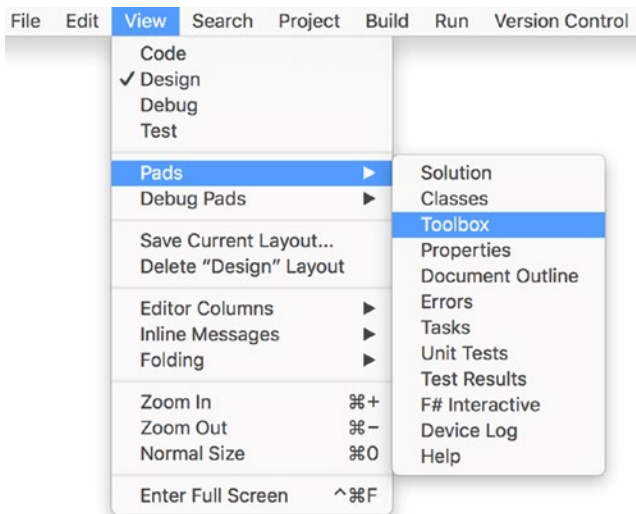 File Edit View Search Project Build Run Version Control
Code
✓ Design
Debug
Test
Pads ▶
Debug Pads ▶
Save Current Layout...
Delete “Design” Layout
Editor Columns ▶
Inline Messages ▶
Folding ▶
Zoom In ⌘+
Zoom Out ⌘−
Normal Size ⌘0
Enter Full Screen ^⌘F
Solution
Classes
Toolbox
Properties
Document Outline
Errors
Tasks
Unit Tests
Test Results
F# Interactive
Device Log
Help